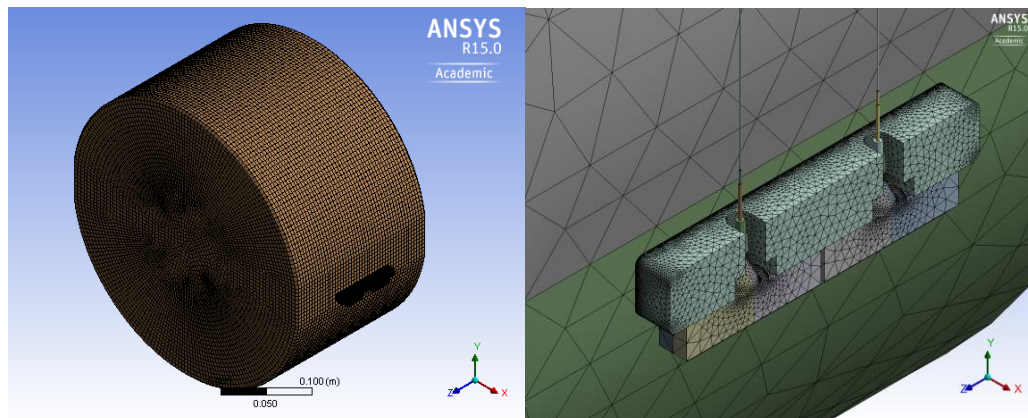 ANSYS
R15.0
Academic
0.100 (m)
0.050
Y
Z
X
ANSYS
R15.0
Academic
Y
Z
X